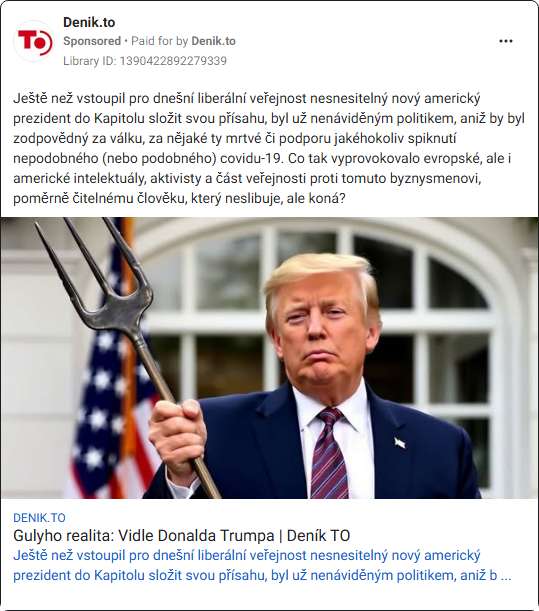 Denik.to
Sponsored • Paid for by Denik.to
Library ID: 1390422892279339
TO
Ještě než vstoupil pro dnešní liberální veřejnost nesnesitelný nový americký
prezident do Kapitolu složit svou přísahu, byl už nenáviděným politikem, aniž by byl
zodpovědný za válku, za nějaké ty mrtvé či podporu jakéhokoliv spiknutí
nepodobného (nebo podobného) covidu-19. Co tak vyprovokovalo evropské, ale i
americké intelektuály, aktivisty a část veřejnosti proti tomuto byznysmenovi,
poměrně čitelnému člověku, který neslibuje, ale koná?
DENIK.TO
Gulyho realita: Vidle Donalda Trumpa | Deník TO
Ještě než vstoupil pro dnešní liberální veřejnost nesnesitelný nový americký
prezident do Kapitolu složit svou přísahu, byl už nenáviděným politikem, aniž b ...